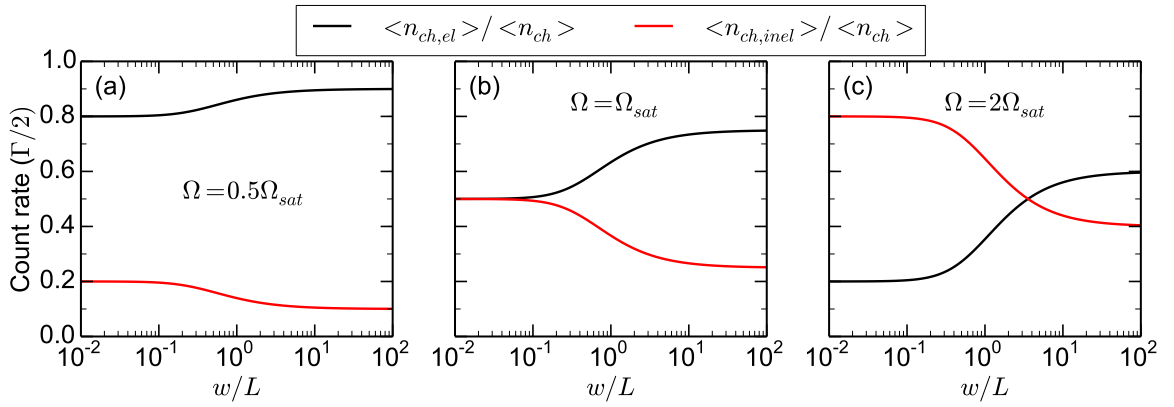 <n_{ch,el}>/<n_{ch}> <n_{ch,inel}>/<n_{ch}>
(a) (b) (c)
Ω=0.5Ω_{sat}
Ω=Ω_{sat}
Ω=2Ω_{sat}
Count rate (Γ/2)
1.0
0.8
0.6
0.4
0.2
0.0
10^{-2} 10^{-1} 10^{0} 10^{1} 10^{2}
10^{-2} 10^{-1} 10^{0} 10^{1} 10^{2}
10^{-2} 10^{-1} 10^{0} 10^{1} 10^{2}
w/L w/L w/L